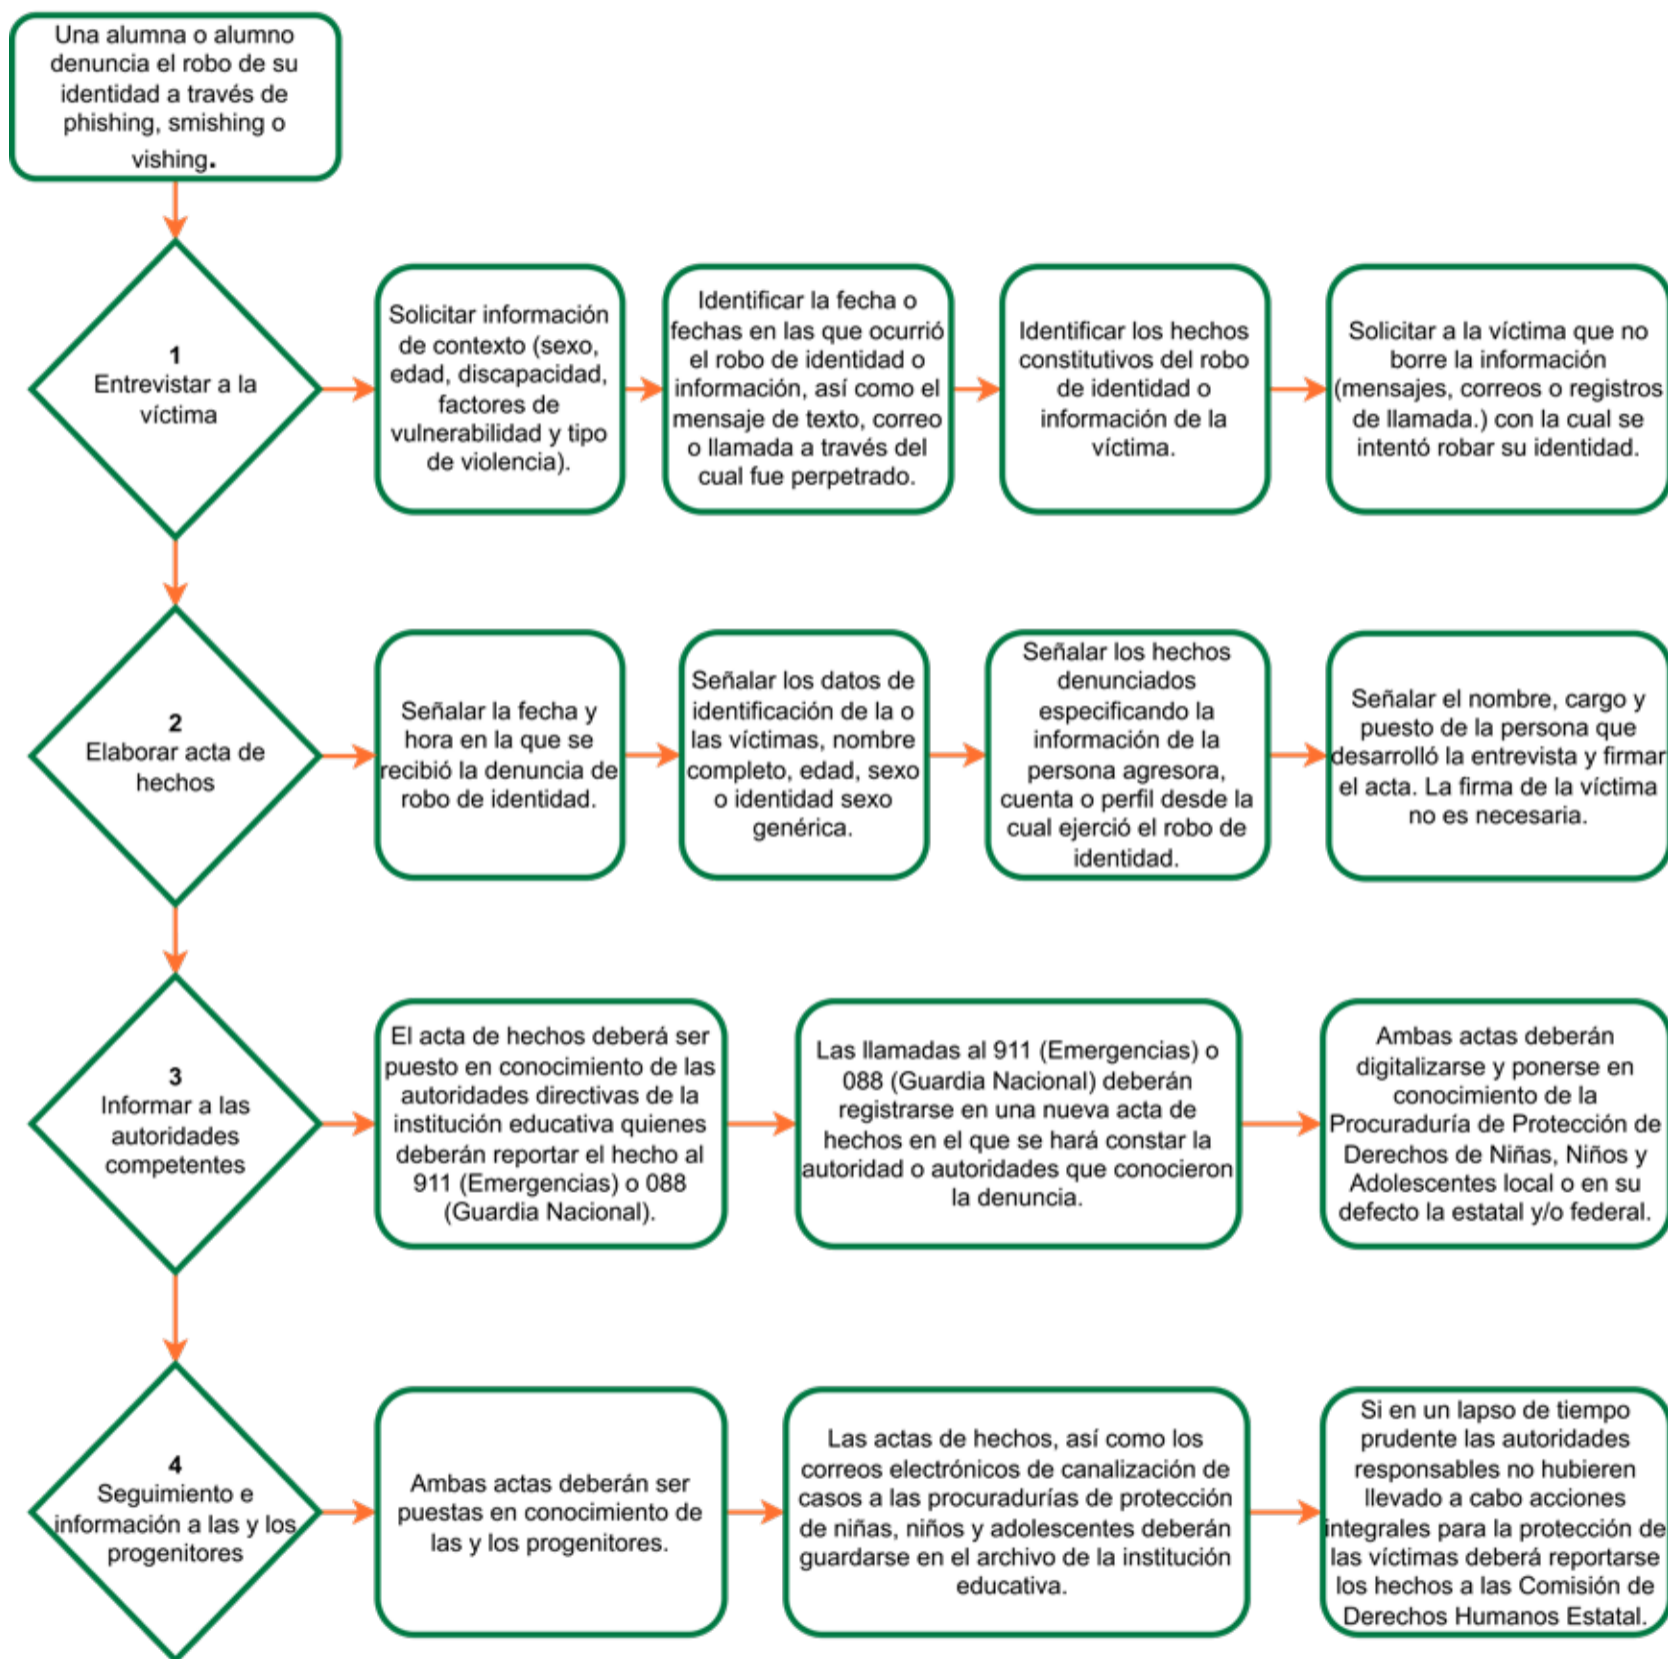 Una alumna o alumno
denuncia el robo de su
identidad a través de
phishing, smishing o
vishing.
1
Entrevistar a la
víctima
Solicitar información
de contexto (sexo,
edad, discapacidad,
factores de
vulnerabilidad y tipo
de violencia).
Identificar la fecha o
fechas en las que ocurrió
el robo de identidad o
información, así como el
mensaje de texto, correo
o llamada a través del
cual fue perpetrado.
Identificar los hechos
constitutivos del robo
de identidad o
información de la
víctima.
Solicitar a la víctima que no
borre la información
(mensajes, correos o registros
de llamada.) con la cual se
intentó robar su identidad.
2
Elaborar acta de
hechos
Señalar la fecha y
hora en la que se
recibió la denuncia de
robo de identidad.
Señalar los datos de
identificación de la o
las víctimas, nombre
completo, edad, sexo
o identidad sexo
genérica.
Señalar los hechos
denunciados
especificando la
información de la
persona agresora,
cuenta o perfil desde la
cual ejerció el robo de
identidad.
Señalar el nombre, cargo y
puesto de la persona que
desarrolló la entrevista y firmar
el acta. La firma de la víctima
no es necesaria.
3
Informar a las
autoridades
competentes
El acta de hechos deberá ser
puesto en conocimiento de las
autoridades directivas de la
institución educativa quienes
deberán reportar el hecho al
911 (Emergencias) o 088
(Guardia Nacional).
Las llamadas al 911 (Emergencias) o
088 (Guardia Nacional) deberán
registrarse en una nueva acta de
hechos en el que se hará constar la
autoridad o autoridades que conocieron
la denuncia.
Ambas actas deberán
digitalizarse y ponerse en
conocimiento de la
Procuraduría de Protección de
Derechos de Niñas, Niños y
Adolescentes local o en su
defecto la estatal y/o federal.
4
Seguimiento e
información a las y los
progenitores
Ambas actas deberán ser
puestas en conocimiento de
las y los progenitores.
Las actas de hechos, así como los
correos electrónicos de canalización de
casos a las procuradurías de protección
de niñas, niños y adolescentes deberán
guardarse en el archivo de la institución
educativa.
Si en un lapso de tiempo
prudente las autoridades
responsables no hubieren
llevado a cabo acciones
integrales para la protección de
las víctimas deberá reportarse
los hechos a las Comisión de
Derechos Humanos Estatal.